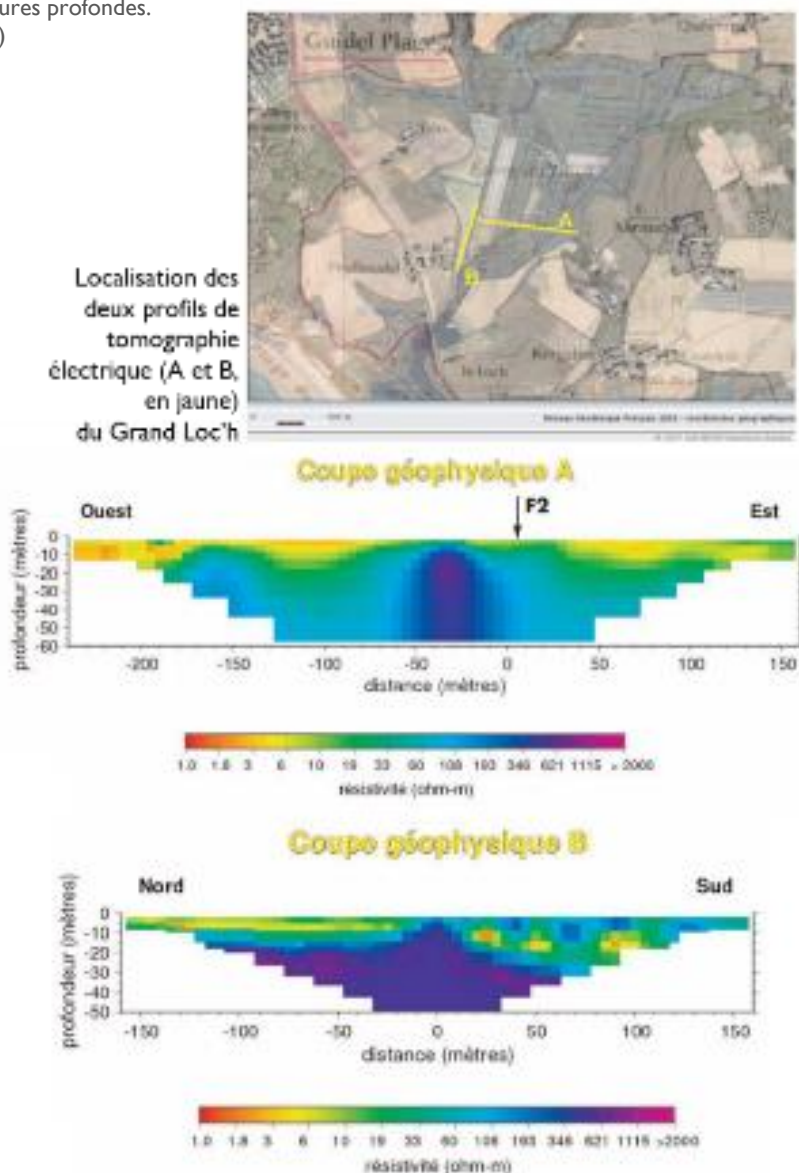 ures profondes.
)
Guidel Plages
Localisation des
deux profils de
tomographie
électrique (A et B,
en jaune)
du Grand Loc'h
A
B
le Loch
Coupe géophysique A
Ouest
F2
Est
profondeur (mètres)
0
-10
-20
-30
-40
-50
-60
-200 -150 -100 -50 0 50 100 150
distance (mètres)
1.0 1.8 3 6 10 19 33 60 108 193 346 621 1115 > 2000
résistivité (ohm-m)
Coupe géophysique B
Nord
Sud
profondeur (mètres)
0
-10
-20
-30
-40
-50
-150 -100 -50 0 50 100 150
distance (mètres)
1.0 1.8 3 6 10 19 33 60 108 193 346 621 1115 >2000
résistivité (ohm-m)